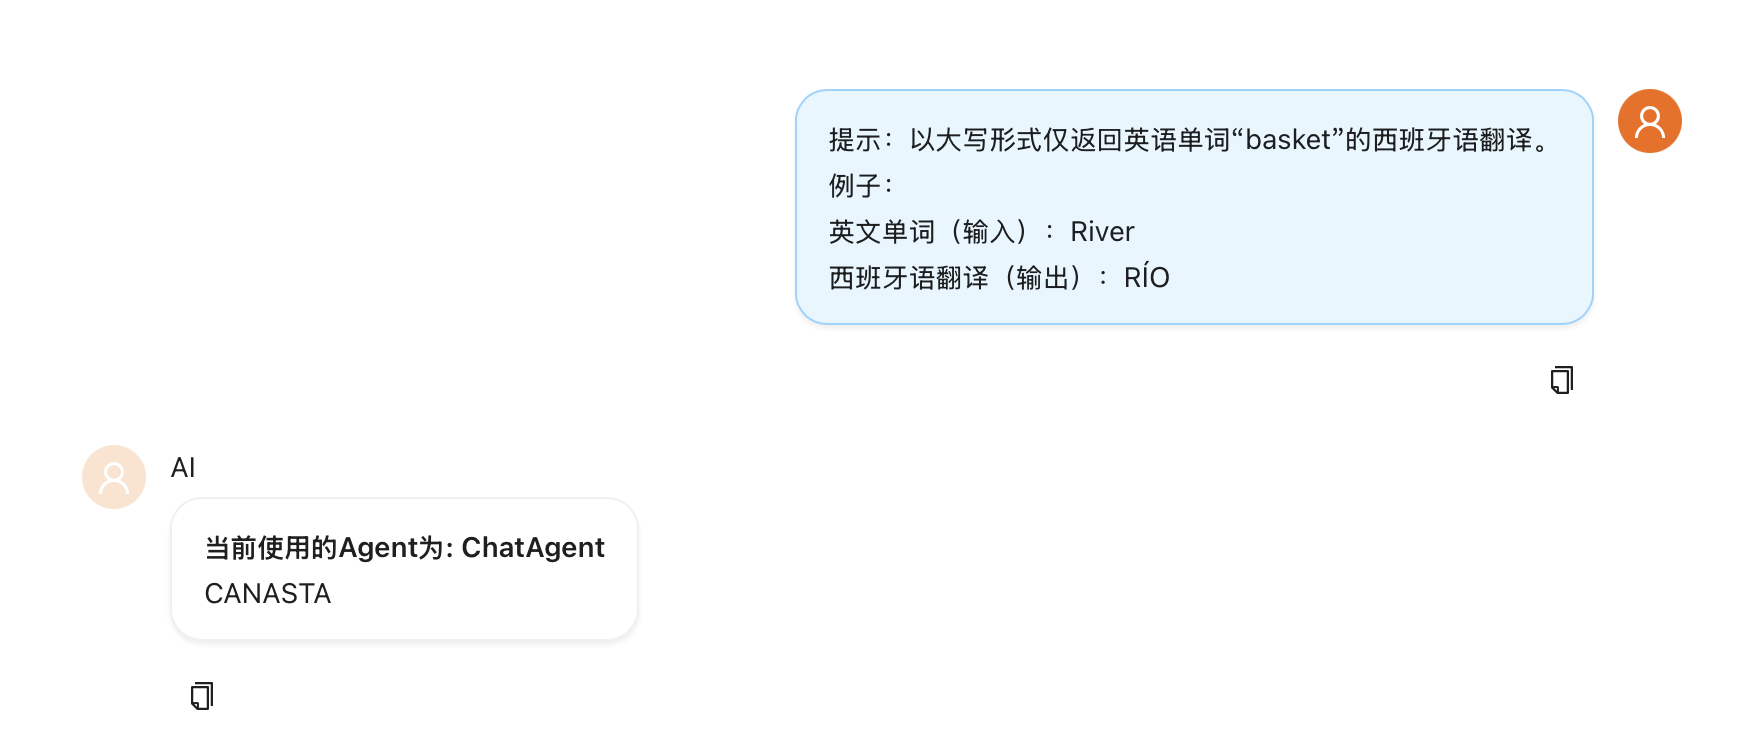 提示：以大写形式仅返回英语单词“basket”的西班牙语翻译。
例子：
英文单词（输入）：River
西班牙语翻译（输出）：RÍO
AI
当前使用的Agent为: ChatAgent
CANASTA